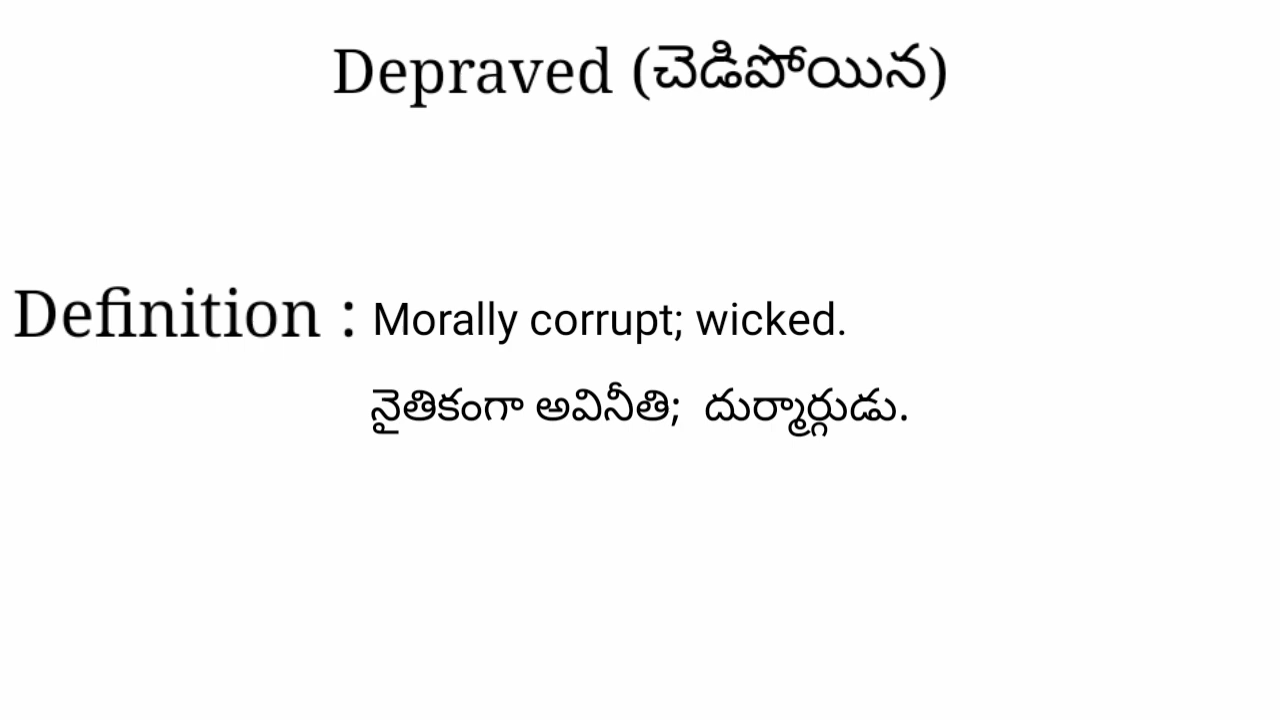 Depraved (చెడిపోయిన)
Definition : Morally corrupt; wicked.
నైతికంగా అవినీతి; దుర్మార్గుడు.